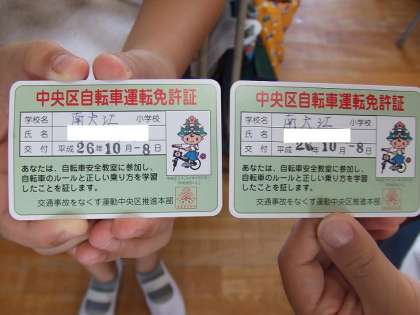 中央区自転車運転免許証
学校名 南大江 小学校
氏名
交付 平成26年10月-8日
あなたは、自転車安全教室に参加し、
自転車のルールと正しい乗り方を学習
したことを証します。
交通事故をなくす運動中央区推進本部
中央区自転車運転免許証
学校名 南大江 小学校
氏名
交付 平成26年10月-8日
あなたは、自転車安全教室に参加し、
自転車のルールと正しい乗り方を学習
したことを証します。
交通事故をなくす運動中央区推進本部